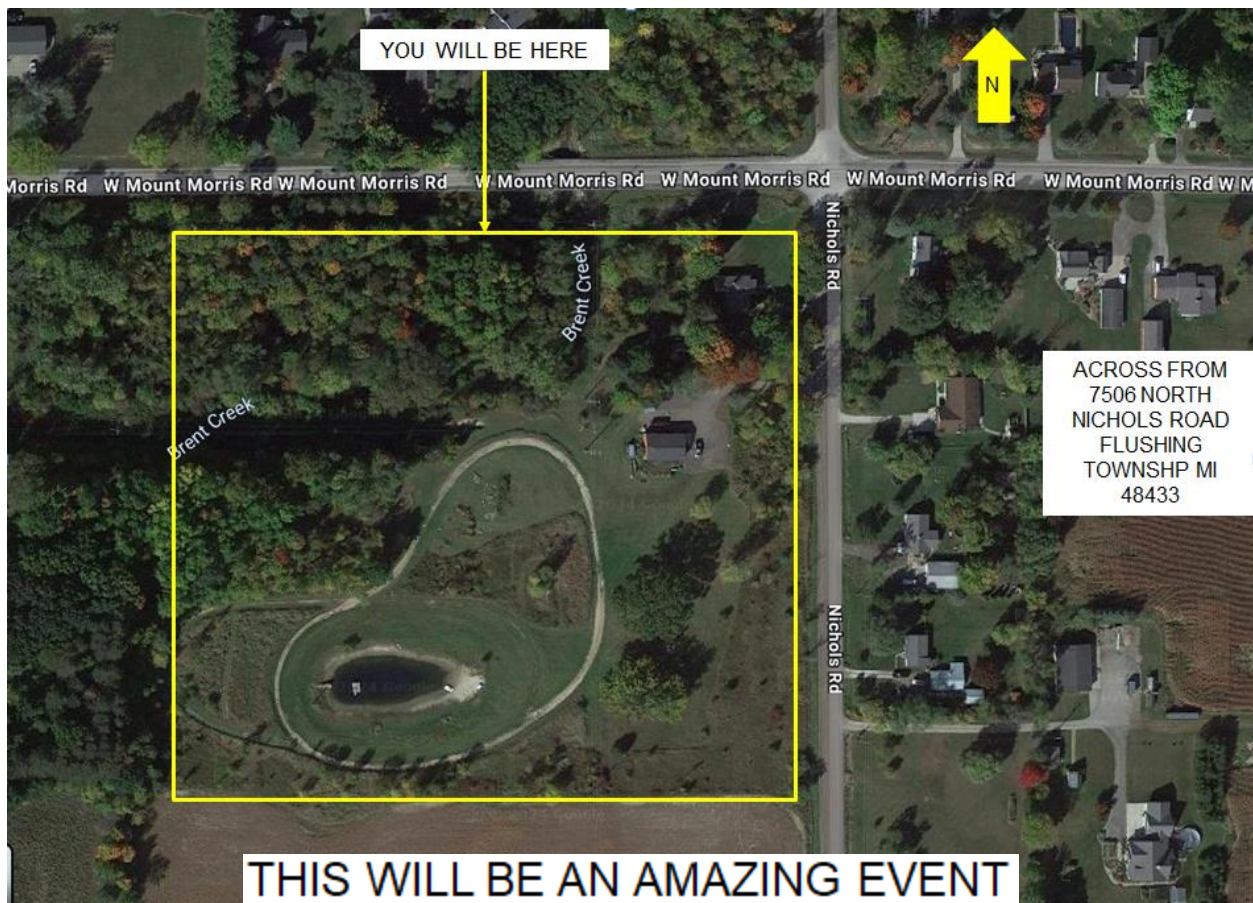 YOU WILL BE HERE
N
Morris Rd W Mount Morris Rd W Mount Morris Rd W Mount Morris Rd W Mount Morris Rd W Mount Morris Rd W Mount Morris Rd W M
Nichols Rd
Brent Creek
Brent Creek
ACROSS FROM
7506 NORTH
NICHOLS ROAD
FLUSHING
TOWNSHP MI
48433
Nichols Rd
THIS WILL BE AN AMAZING EVENT